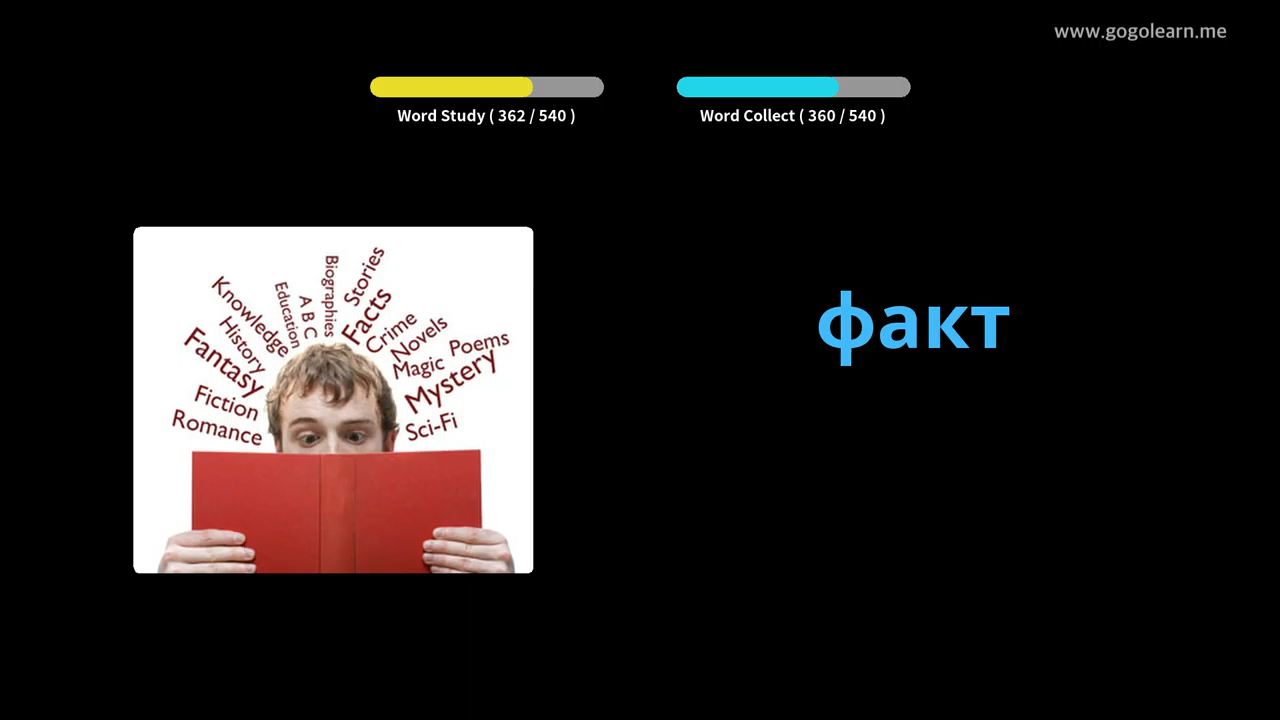 www.gogolearn.me
Word Study ( 362 / 540 )
Word Collect ( 360 / 540 )
Stories
Biographies
Facts
A B C
Education
Knowledge
Crime
Novels
History
Poems
Magic
Fantasy
Mystery
Fiction
Sci-Fi
Romance
факт